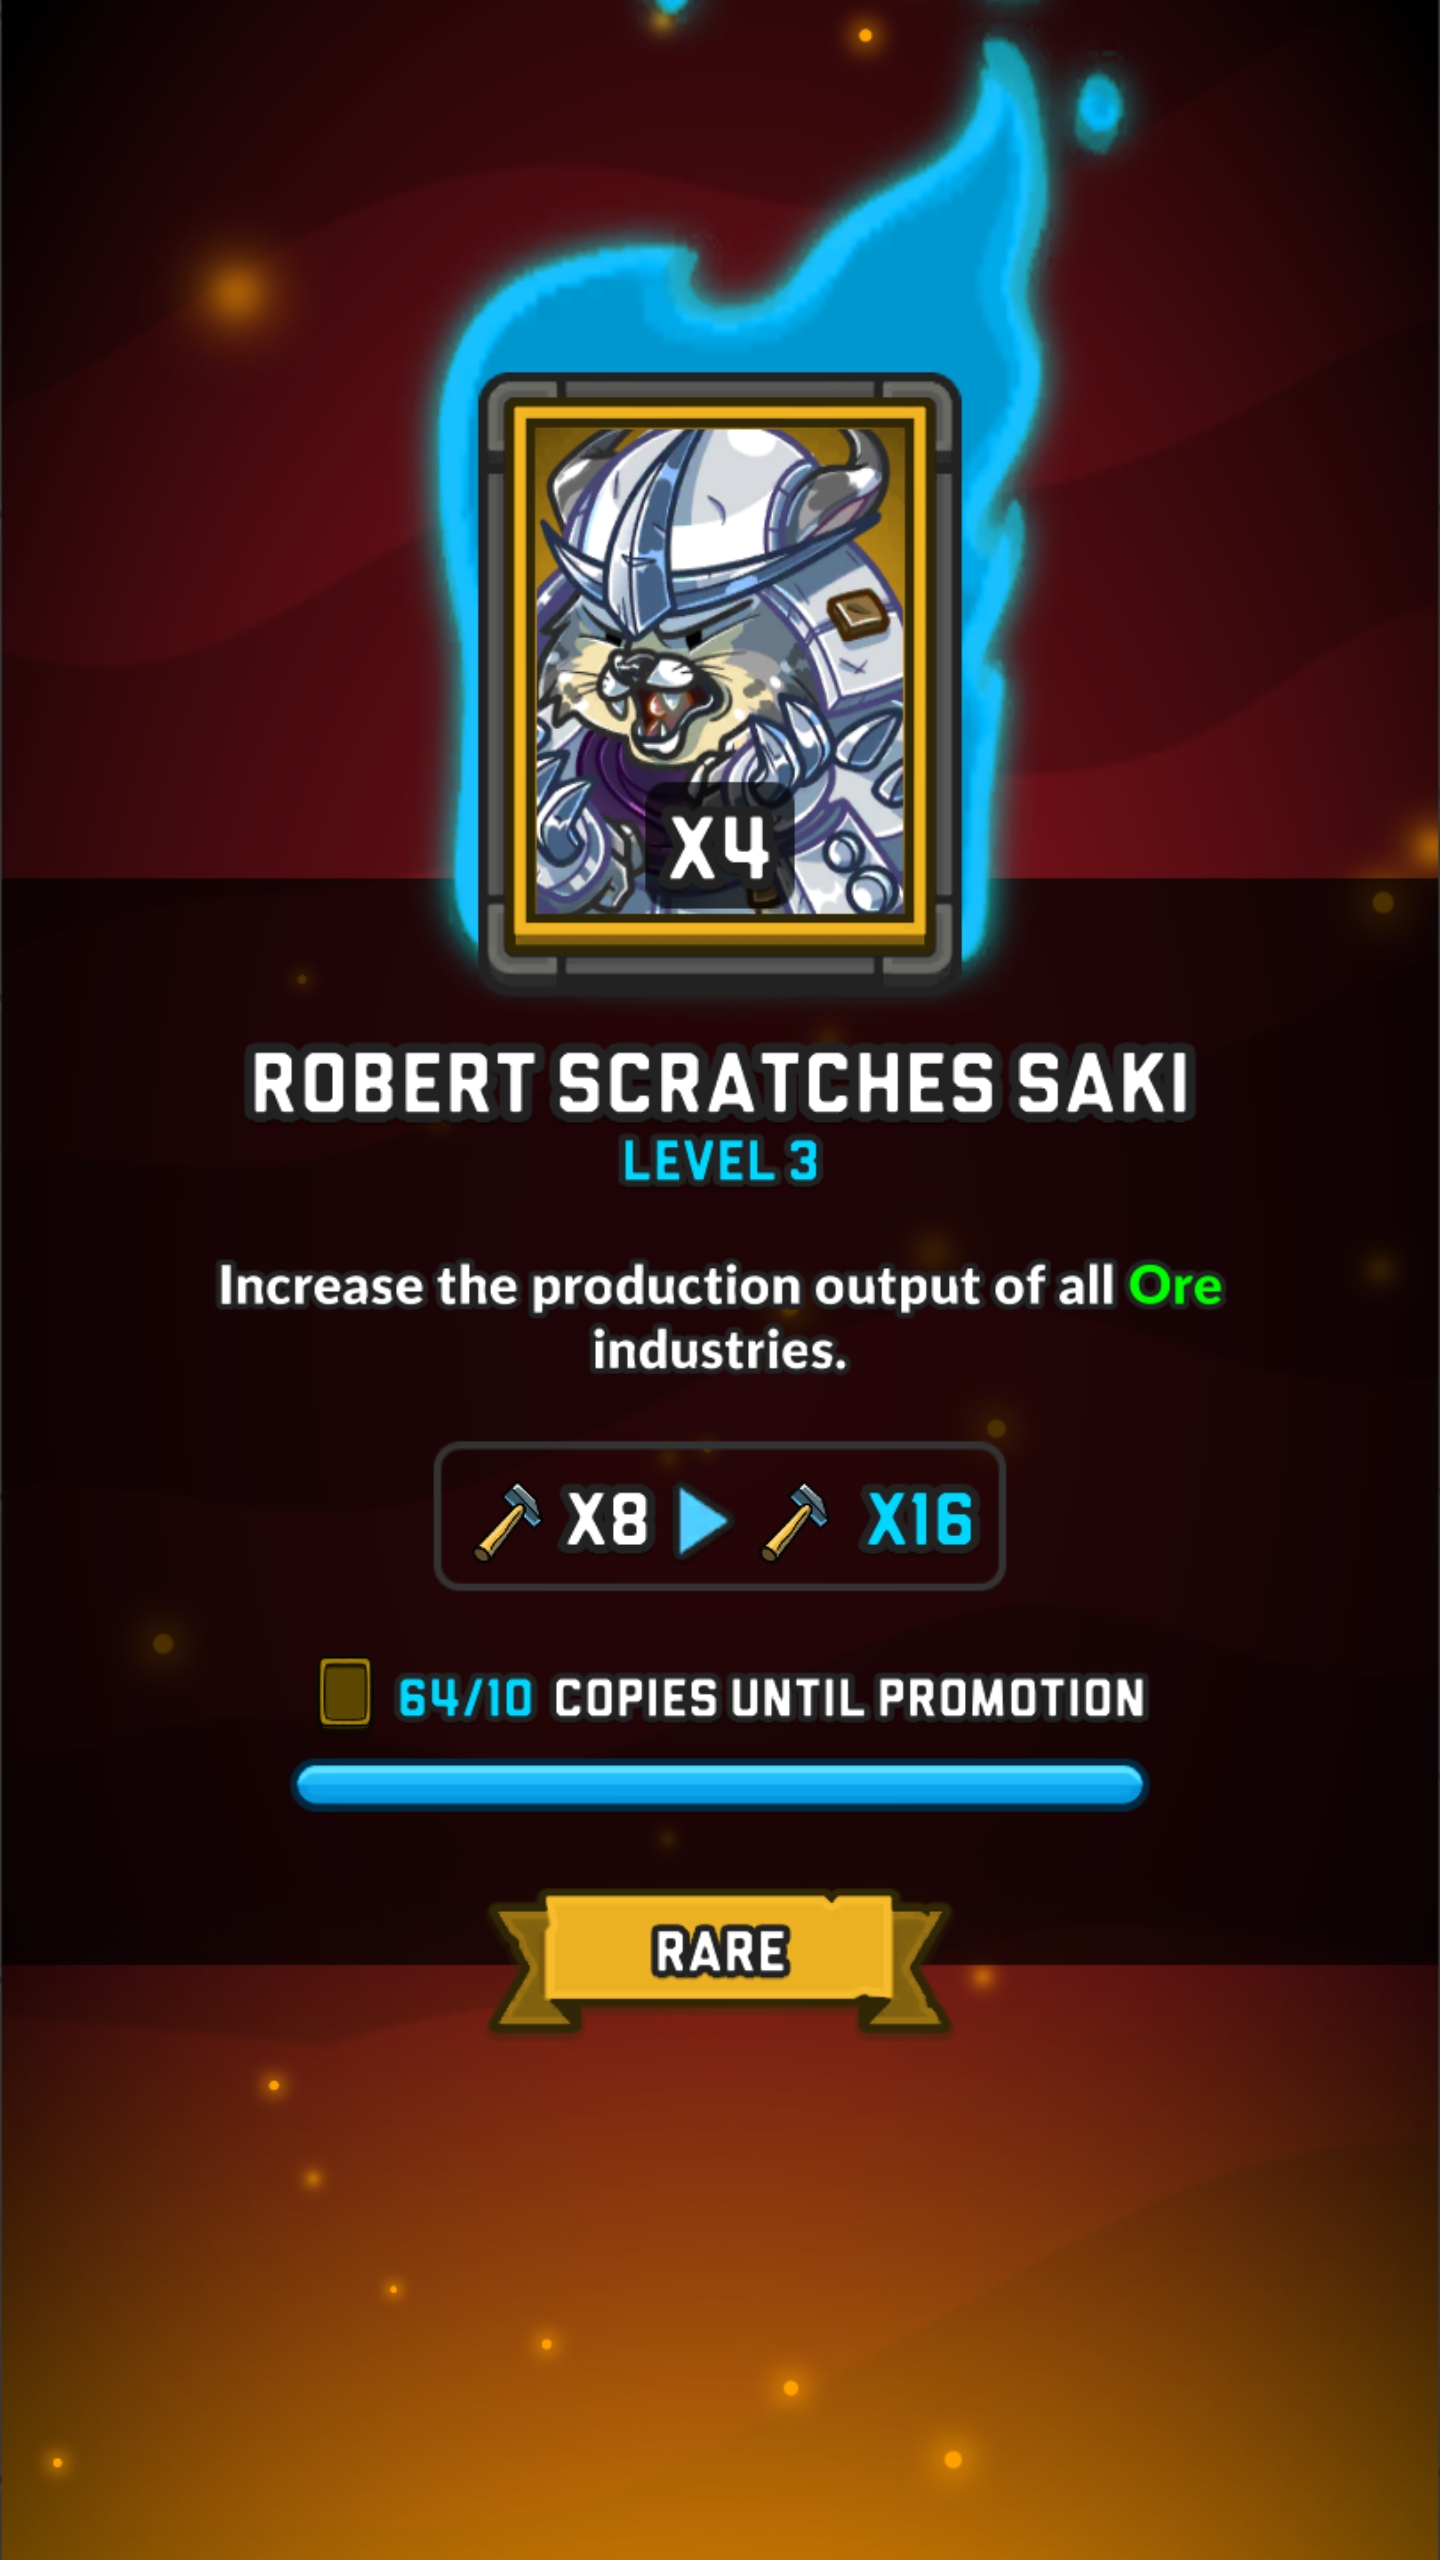 X4
ROBERT SCRATCHES SAKI
LEVEL 3
Increase the production output of all Ore
industries.
X8 X16
64/10 COPIES UNTIL PROMOTION
RARE